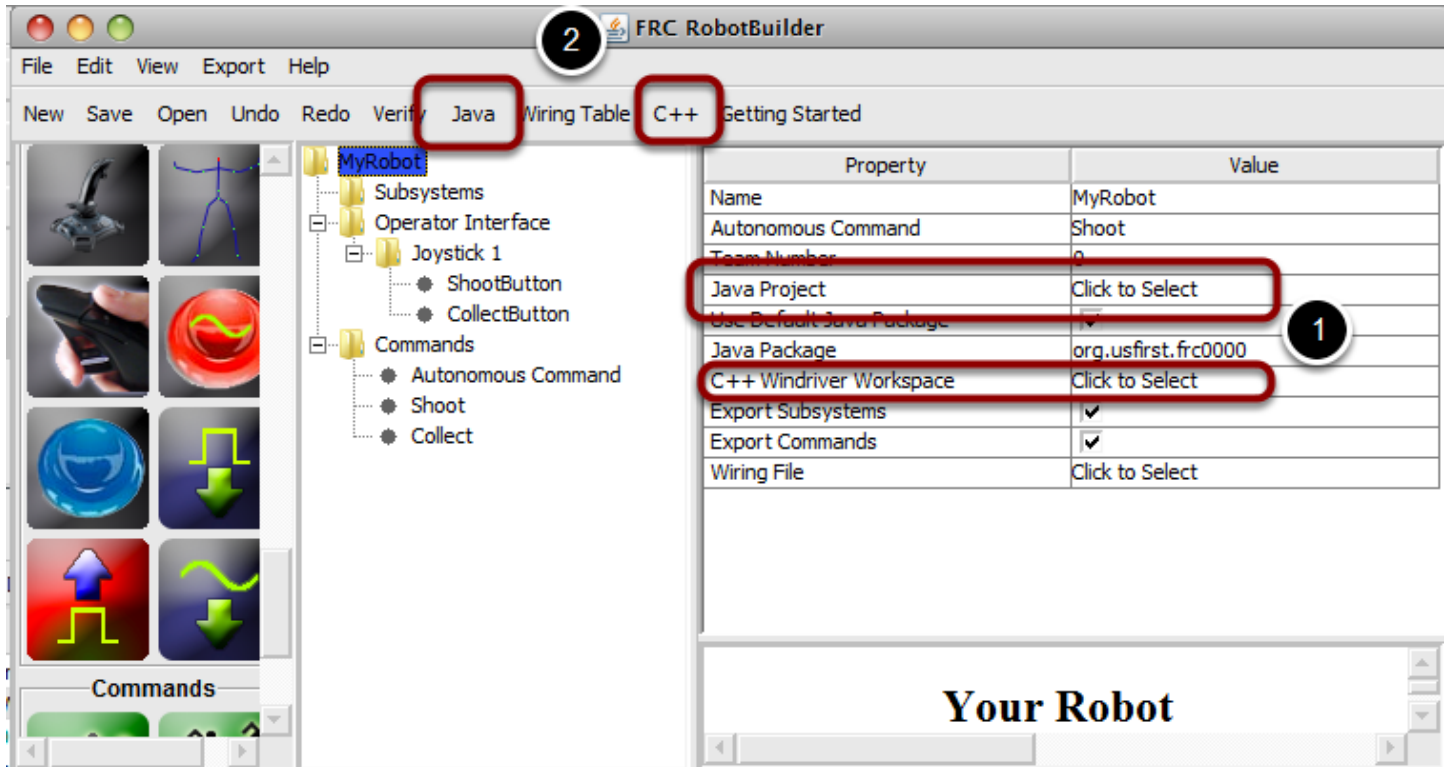 2
FRC RobotBuilder
File Edit View Export Help
New Save Open Undo Redo Verify Java Wiring Table C++ Getting Started
MyRobot
Subsystems
Operator Interface
Joystick 1
ShootButton
CollectButton
Commands
Autonomous Command
Shoot
Collect
Property Value
Name MyRobot
Autonomous Command Shoot
Team Number 0
Java Project Click to Select
Use Default Java Package
1
Java Package org.usfirst.frc0000
C++ Windriver Workspace Click to Select
Export Subsystems
Export Commands
Wiring File Click to Select
Commands
Your Robot